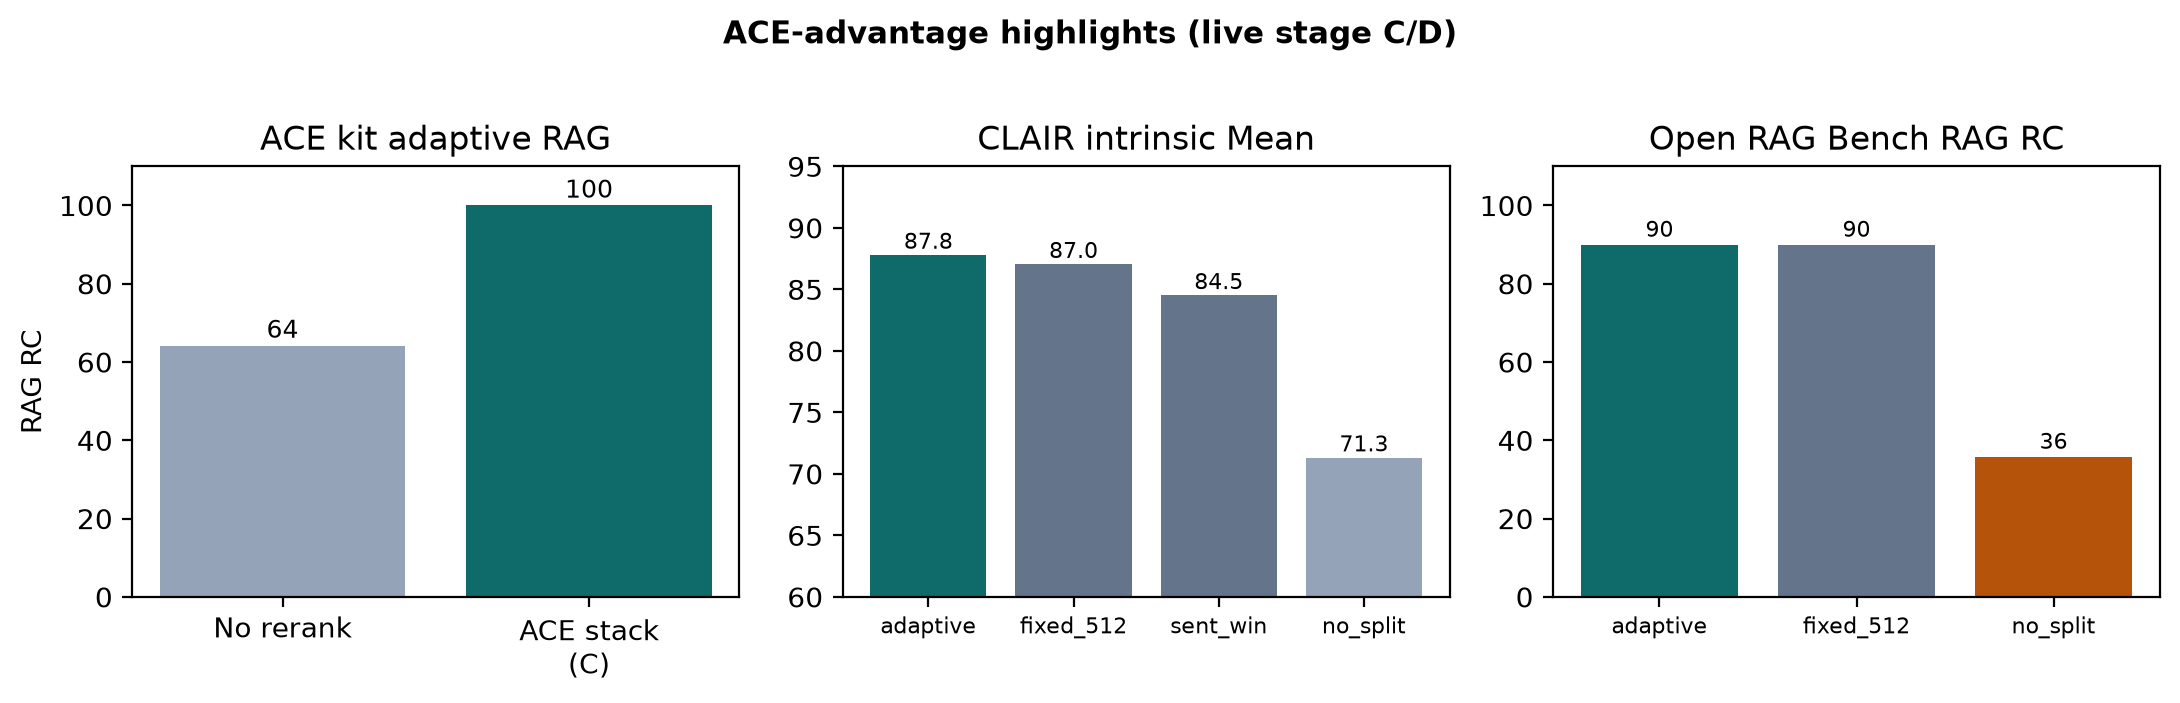 ACE-advantage highlights (live stage C/D)
ACE kit adaptive RAG
RAG RC
100
80
60
40
20
0
64
100
No rerank
ACE stack
(C)
CLAIR intrinsic Mean
95
90
85
80
75
70
65
60
87.8
87.0
84.5
71.3
adaptive
fixed_512
sent_win
no_split
Open RAG Bench RAG RC
100
80
60
40
20
0
90
90
36
adaptive
fixed_512
no_split